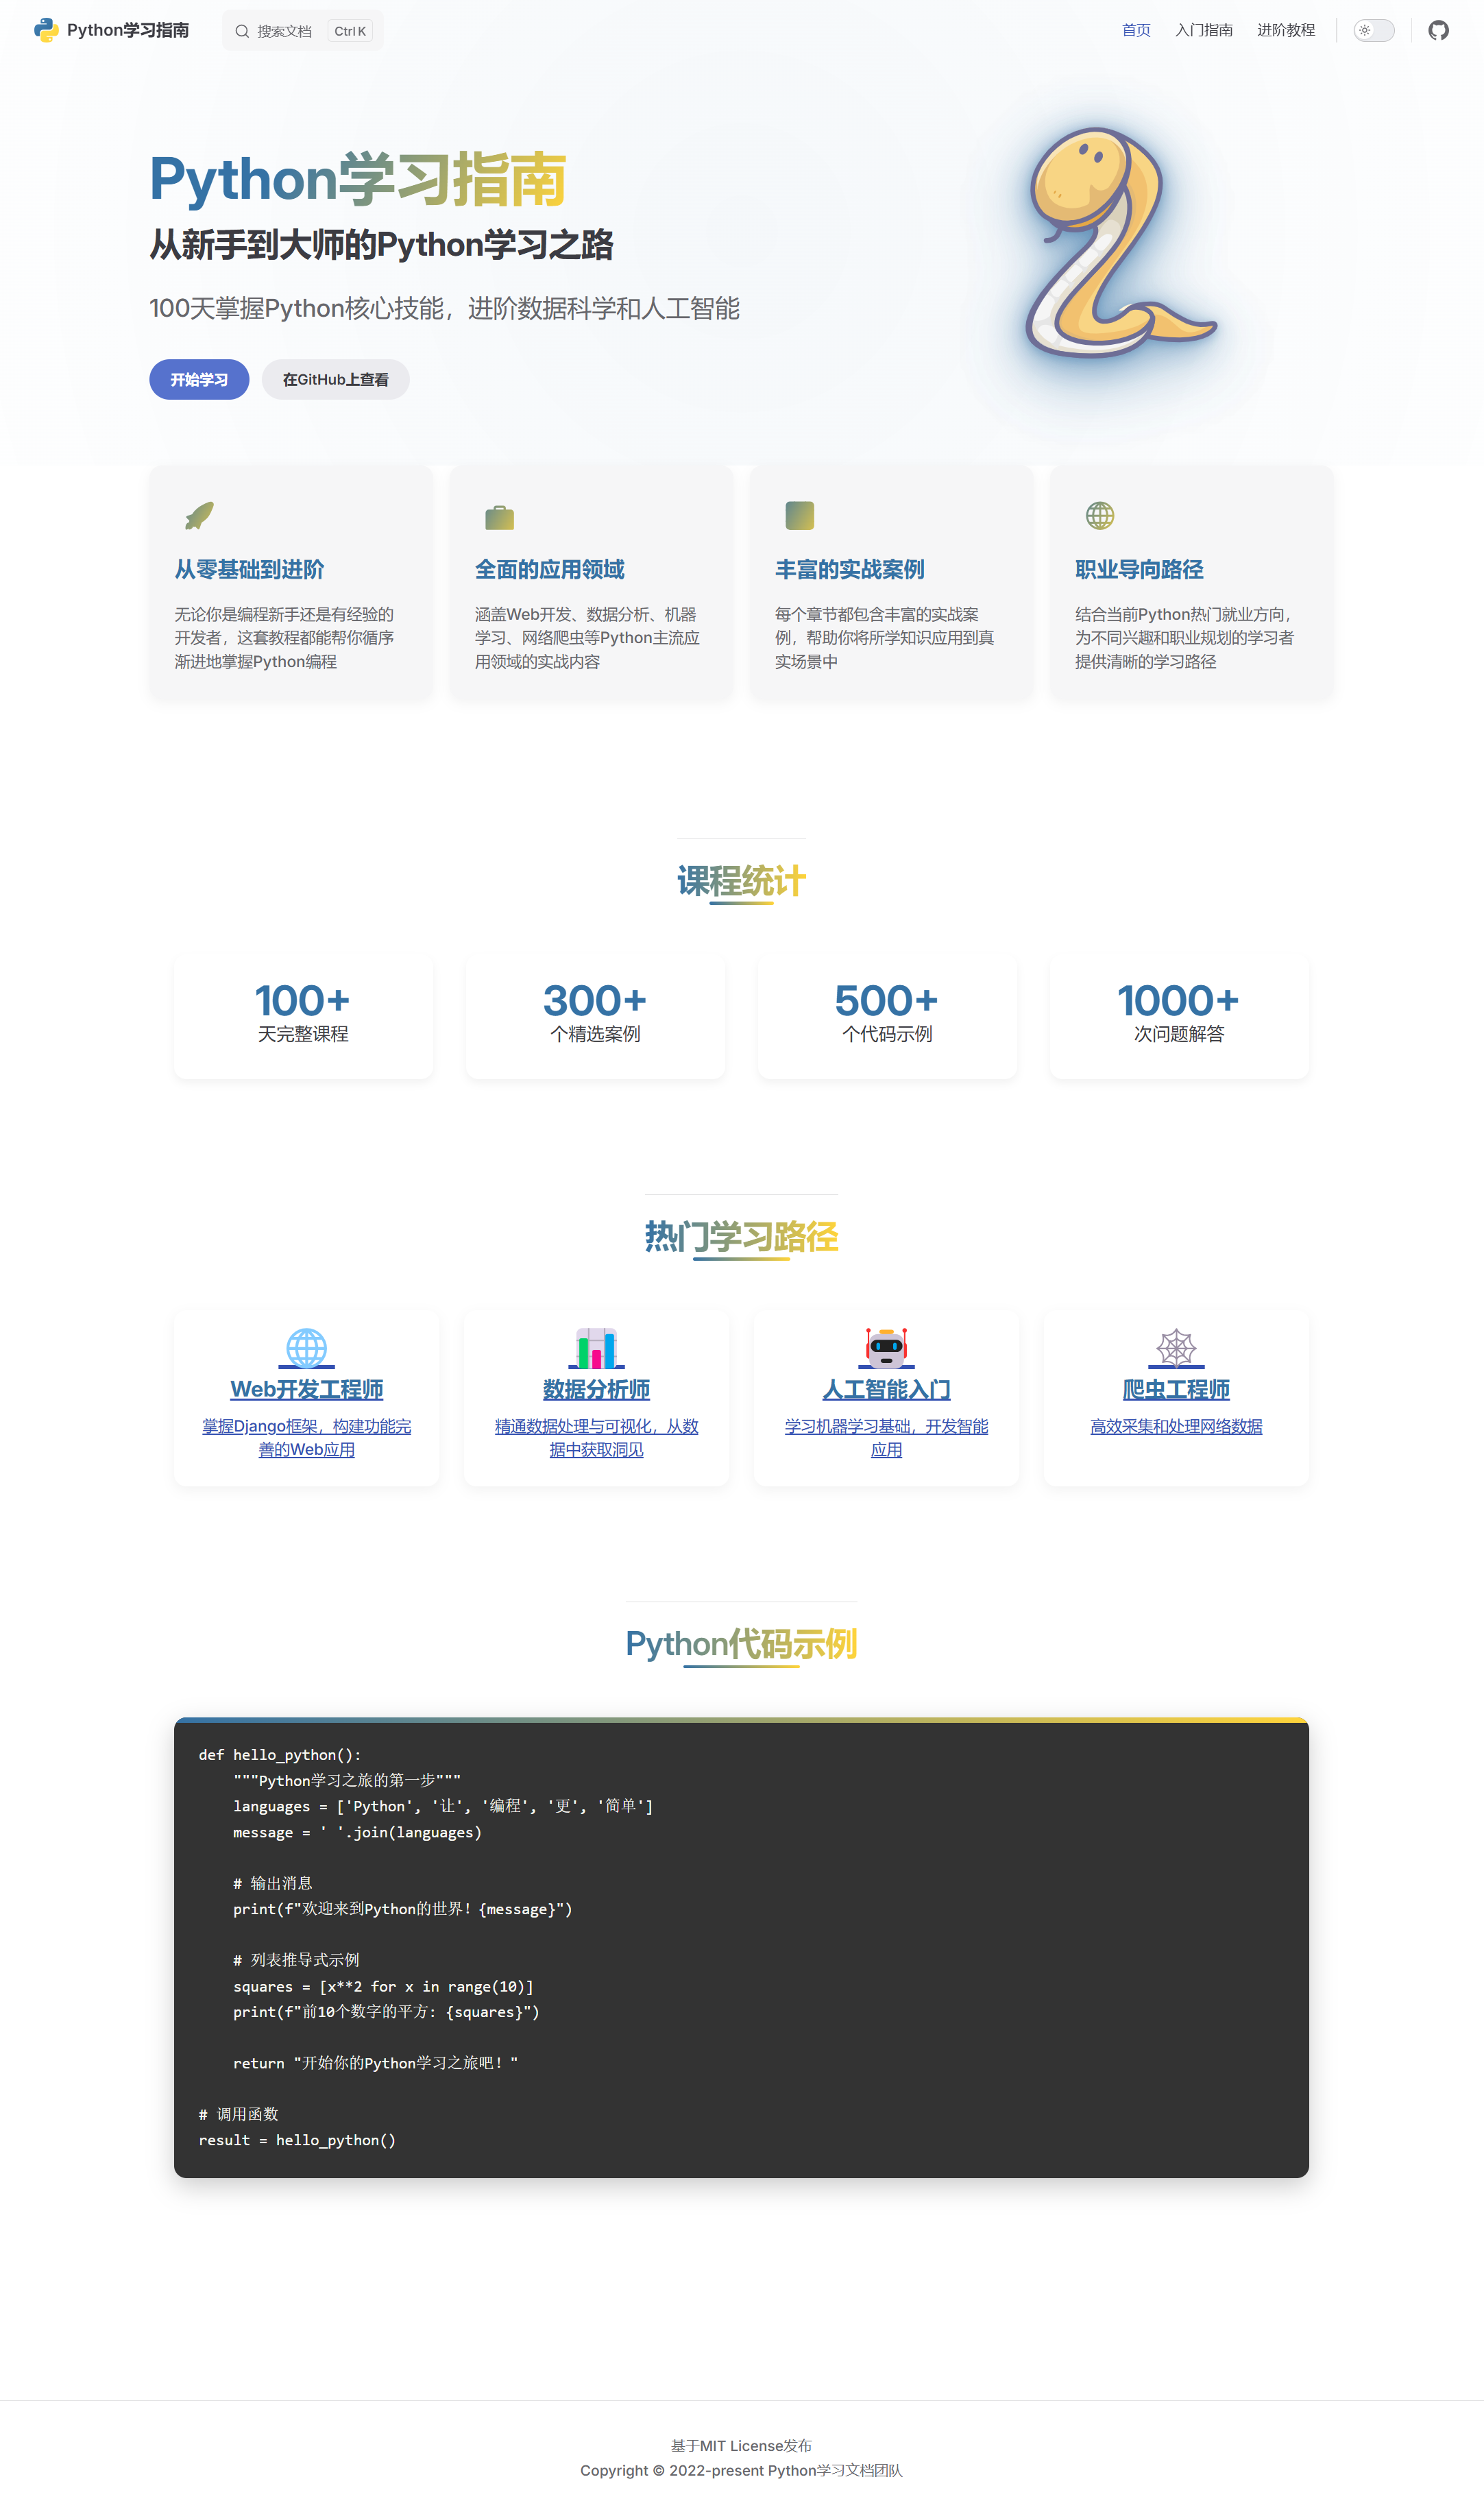 Python学习指南
搜索文档 Ctrl K
首页 入门指南 进阶教程
Python学习指南
从新手到大师的Python学习之路
100天掌握Python核心技能，进阶数据科学和人工智能
开始学习
在GitHub上查看
从零基础到进阶
无论你是编程新手还是有经验的
开发者，这套教程都能帮你循序
渐进地掌握Python编程
全面的应用领域
涵盖Web开发、数据分析、机器
学习、网络爬虫等Python主流应
用领域的实战内容
丰富的实战案例
每个章节都包含丰富的实战案
例，帮助你将所学知识应用到真
实场景中
职业导向路径
结合当前Python热门就业方向，
为不同兴趣和职业规划的学习者
提供清晰的学习路径
课程统计
100+
天完整课程
300+
个精选案例
500+
个代码示例
1000+
次问题解答
热门学习路径
Web开发工程师
掌握Django框架，构建功能完
善的Web应用
数据分析师
精通数据处理与可视化，从数
据中获取洞见
人工智能入门
学习机器学习基础，开发智能
应用
爬虫工程师
高效采集和处理网络数据
Python代码示例
def hello_python():
    """Python学习之旅的第一步"""
    languages = ['Python', '让', '编程', '更', '简单']
    message = ' '.join(languages)
    # 输出消息
    print(f"欢迎来到Python的世界！{message}")
    # 列表推导式示例
    squares = [x**2 for x in range(10)]
    print(f"前10个数字的平方: {squares}")
    return "开始你的Python学习之旅吧！"
# 调用函数
result = hello_python()
基于MIT License发布
Copyright © 2022-present Python学习文档团队